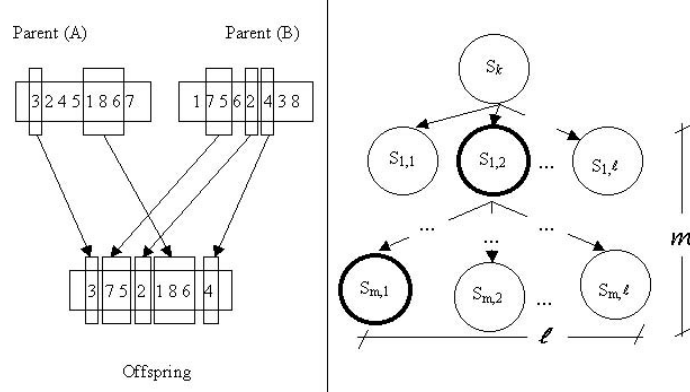 Parent (A)
Parent (B)
3 2 4 5 1 8 6 7
1 7 5 6 2 4 3 8
3 7 5 2 1 8 6 4
Offspring
Sk
S1,1
S1,2
...
S1,ℓ
...
...
...
Sm,1
Sm,2
...
Sm,ℓ
m
ℓ